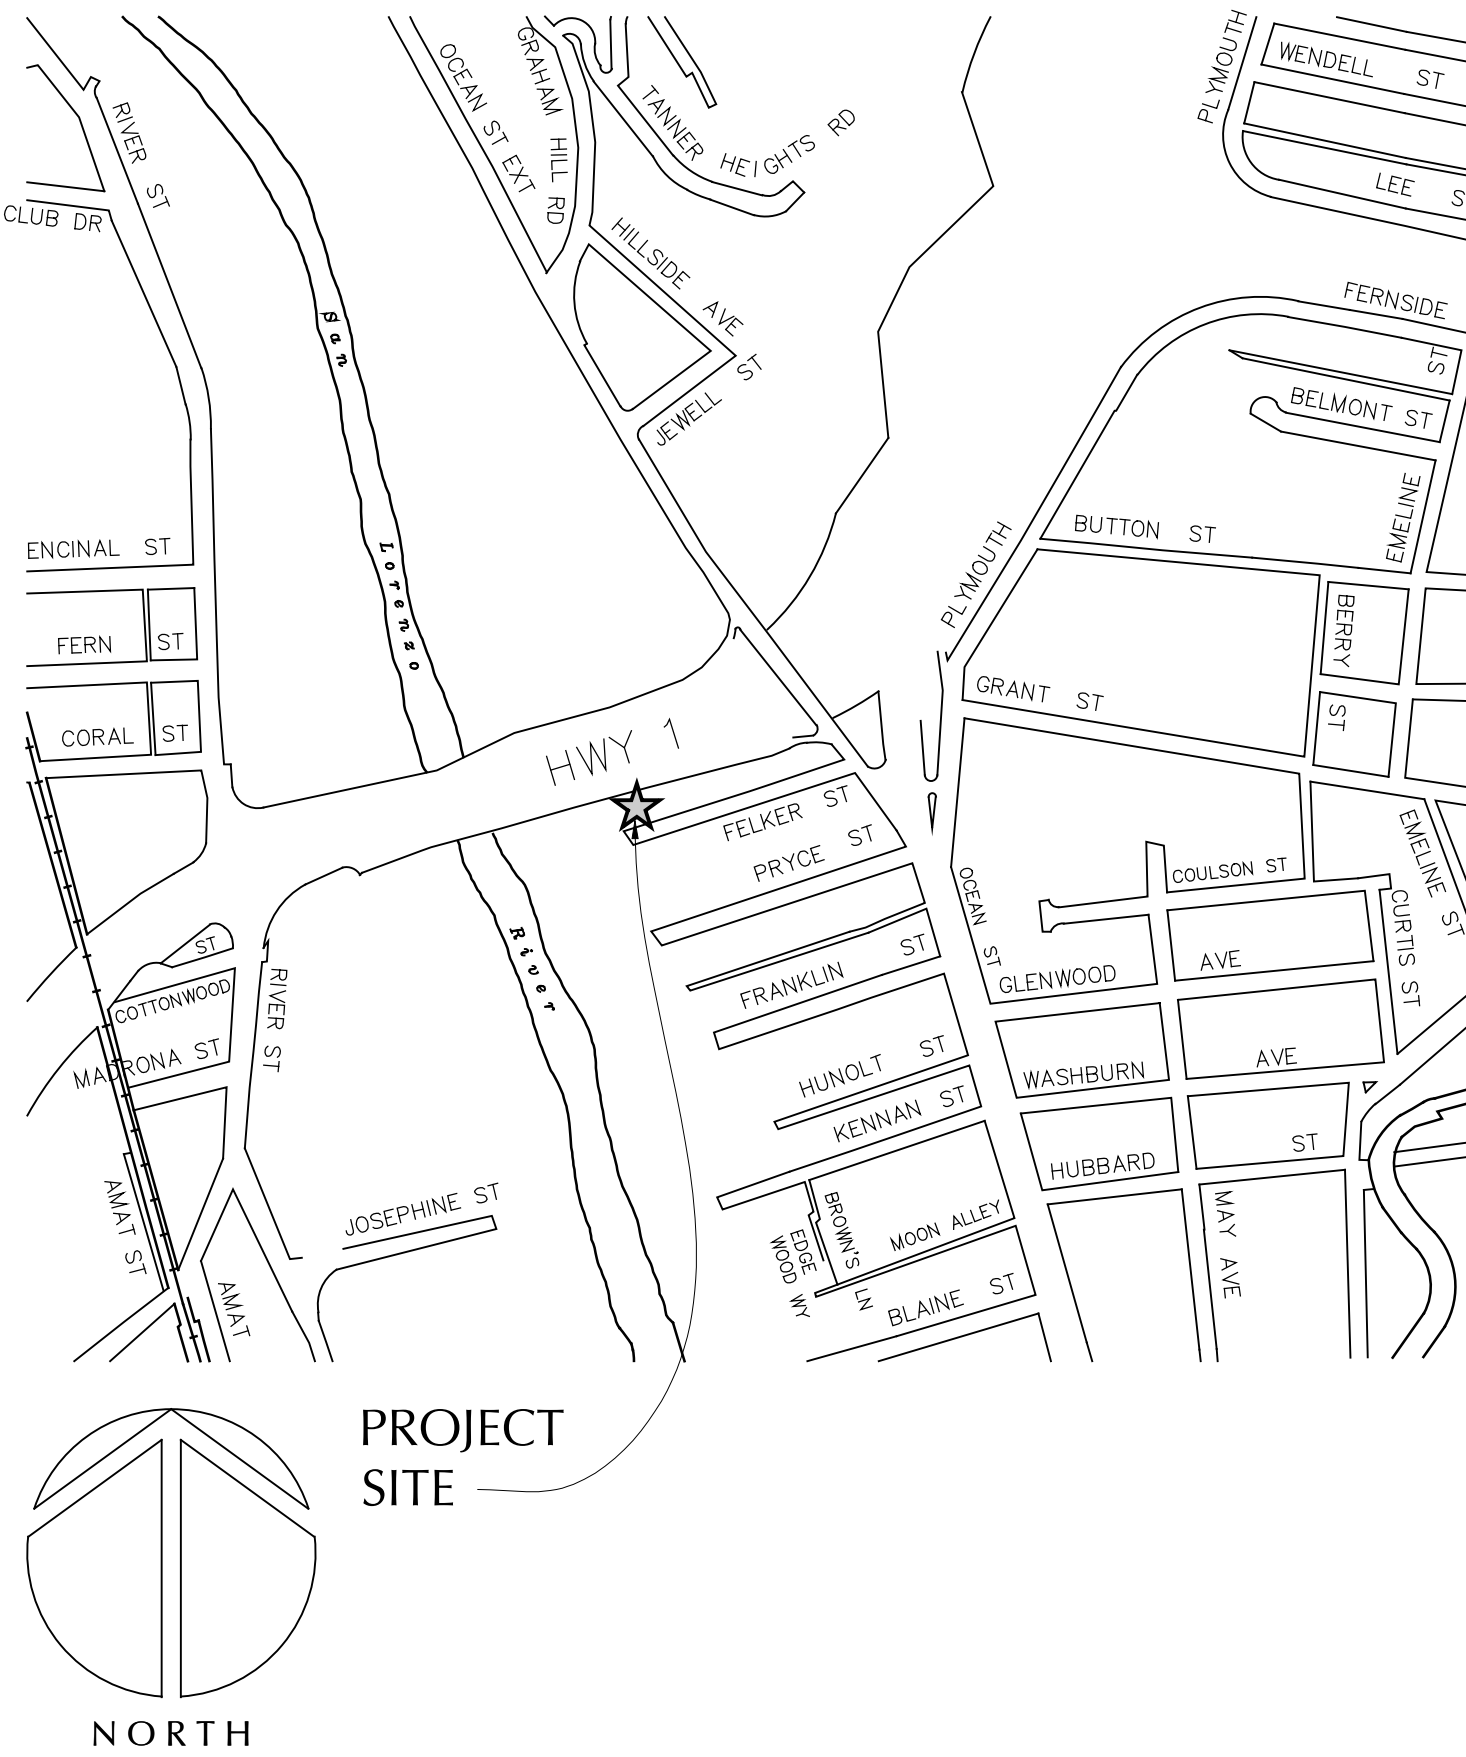 PLYMOUTH
WENDELL ST
LEE S
GRAHAM HILL RD
OCEAN ST EXT
TANNER HEIGHTS RD
RIVER ST
CLUB DR
HILLSIDE AVE
JEWELL ST
FERNSIDE ST
BELMONT ST
San Lorenzo River
EMELINE
BUTTON ST
PLYMOUTH
ENCINAL ST
BERRY ST
FERN ST
GRANT ST
CORAL ST
HWY 1
FELKER ST
PRYCE ST
EMELINE ST
COULSON ST
CURTIS ST
OCEAN ST
FRANKLIN ST
GLENWOOD AVE
COTTONWOOD ST
RIVER ST
MADRONA ST
HUNOLT ST
WASHBURN AVE
KENNAN ST
HUBBARD ST
AMAT ST
JOSEPHINE ST
BROWN'S LN
EDGE
WOOD WY
MOON ALLEY
MAY AVE
BLAINE ST
AMAT
PROJECT
SITE
NORTH